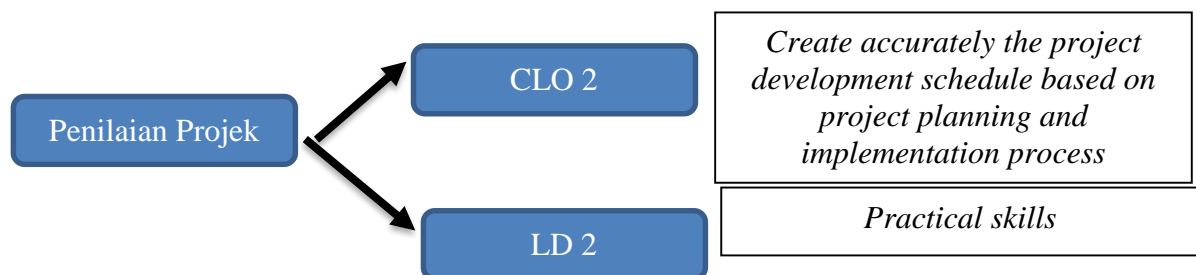 Penilaian Projek
CLO 2
Create accurately the project
development schedule based on
project planning and
implementation process
LD 2
Practical skills